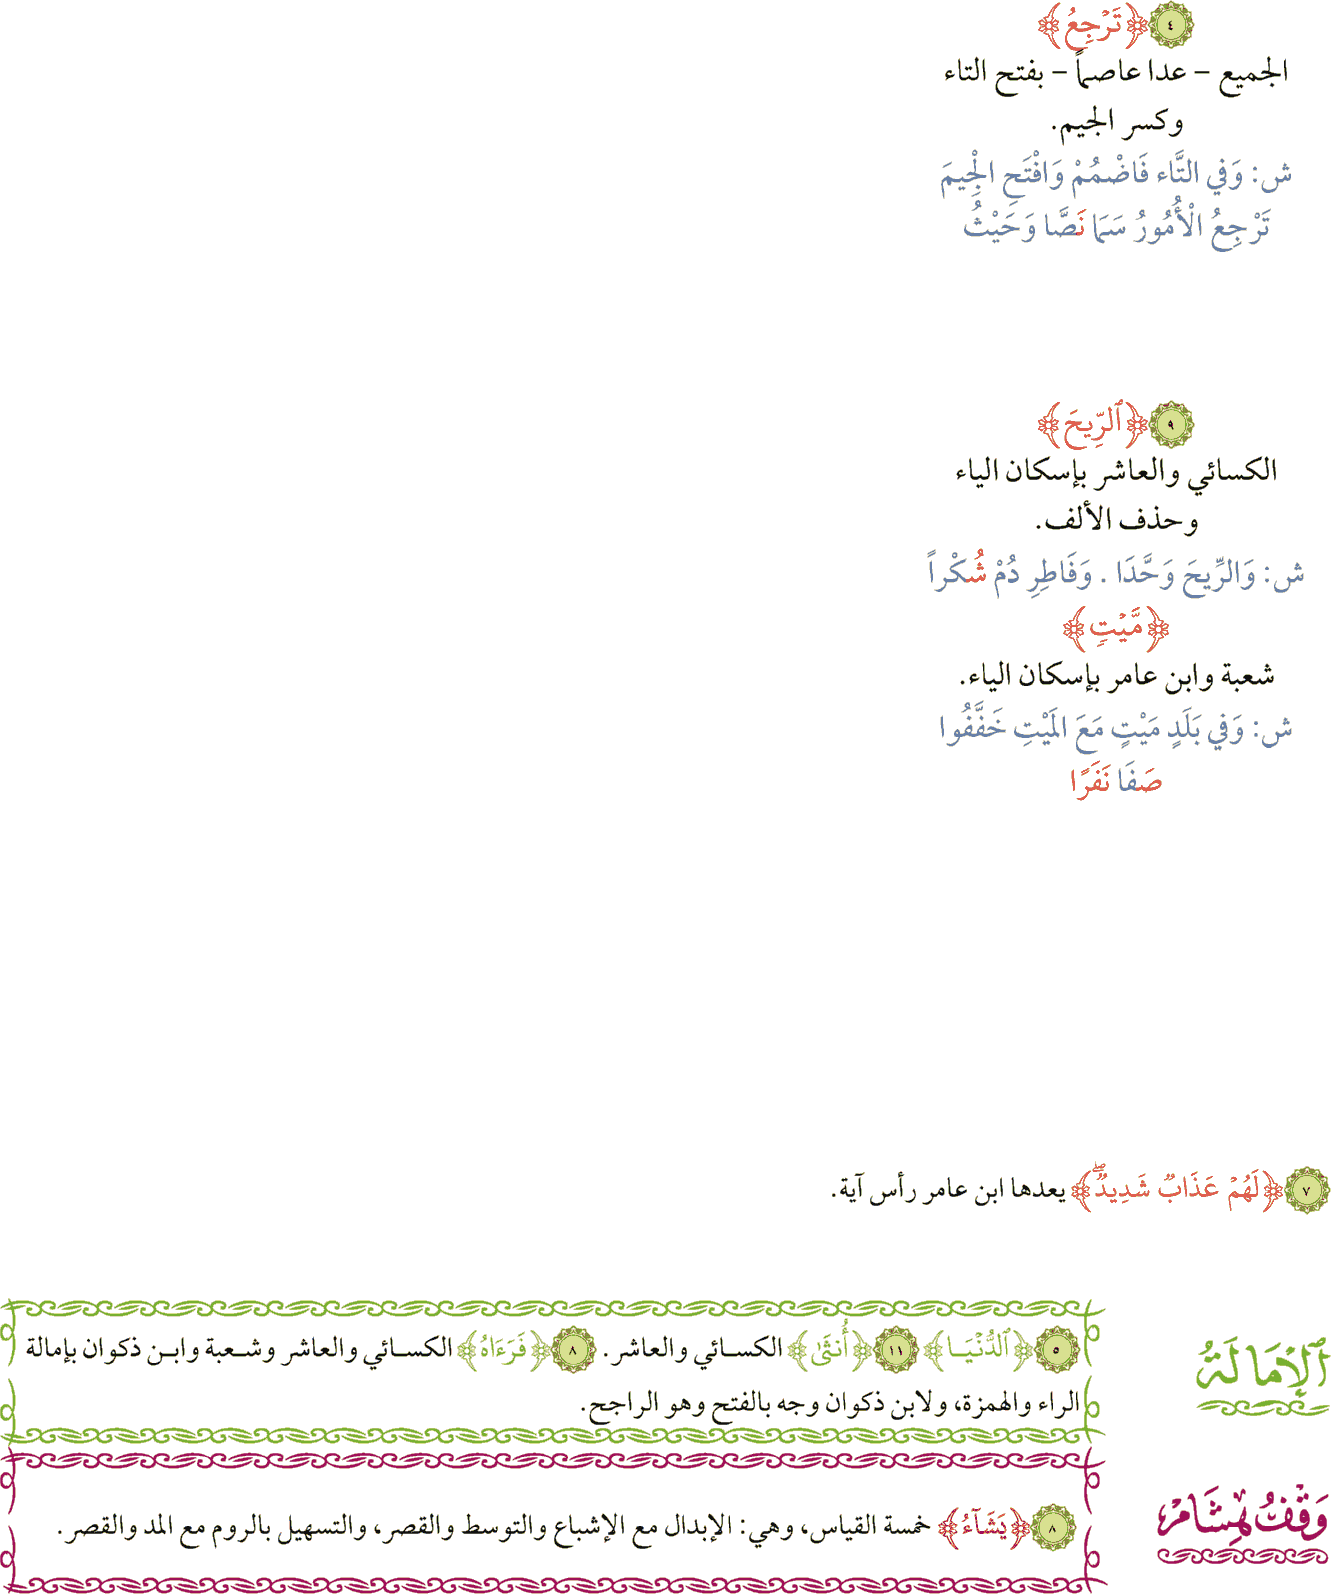 ٤ ﴿تَرْجِعُ﴾
الجميع – عدا عاصماً – بفتح التاء
وكسر الجيم.
ش: وَفِي التَّاء فَاضْمُمْ وَافْتَحِ الْجِيمَ
تَرْجِعُ الْأُمُورُ سَمَا نَصًّا وَحَيْثُ
٩ ﴿ٱلرِّيحَ﴾
الكسائي والعاشر بإسكان الياء
وحذف الألف.
ش: وَالرِّيحَ وَحَّدَا . وَفَاطِرِ دُمْ شُكْراً
﴿مَّيْتٍ﴾
شعبة وابن عامر بإسكان الياء.
ش: وَفِي بَلَدٍ مَيْتٍ مَعَ المَيْتِ خَفَّفُوا
صَفَا نَفَرًا
٧ ﴿لَهُمْ عَذَابٌ شَدِيدٌۖ﴾ يعدها ابن عامر رأس آية.
ٱلْإِمَالَةُ
٥ ﴿ٱلدُّنْيَا﴾ ١١ ﴿أُنثَىٰ﴾ الكسائي والعاشر. ٨ ﴿فَرَءَاهُ﴾ الكسائي والعاشر وشعبة وابن ذكوان بإمالة
الراء والهمزة، ولابن ذكوان وجه بالفتح وهو الراجح.
وَقْفُ هِشَامْ
٨ ﴿يَشَآءُ﴾ خمسة القياس، وهي: الإبدال مع الإشباع والتوسط والقصر، والتسهيل بالروم مع المد والقصر.